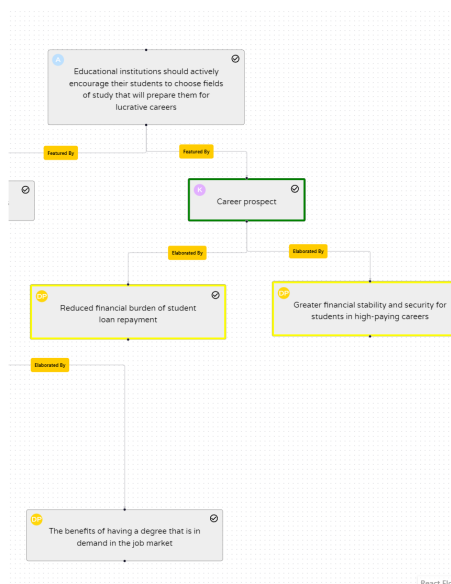 A
Educational institutions should actively
encourage their students to choose fields
of study that will prepare them for
lucrative careers
Featured By
Featured By
K
Career prospect
Elaborated By
Elaborated By
DP
Reduced financial burden of student
loan repayment
DP
Greater financial stability and security for
students in high-paying careers
Elaborated By
DP
The benefits of having a degree that is in
demand in the job market
React Flo